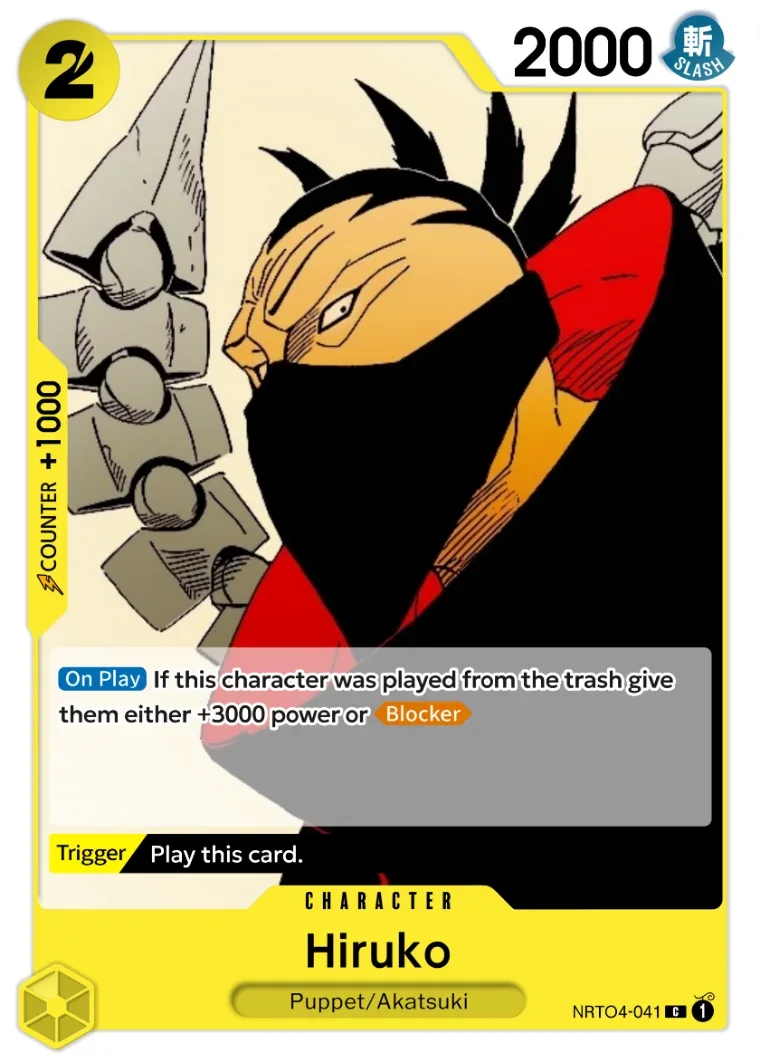 2
2000
斬
SLASH
COUNTER +1000
On Play If this character was played from the trash give
them either +3000 power or Blocker
Trigger Play this card.
CHARACTER
Hiruko
Puppet/Akatsuki
NRTO4-041 C 1